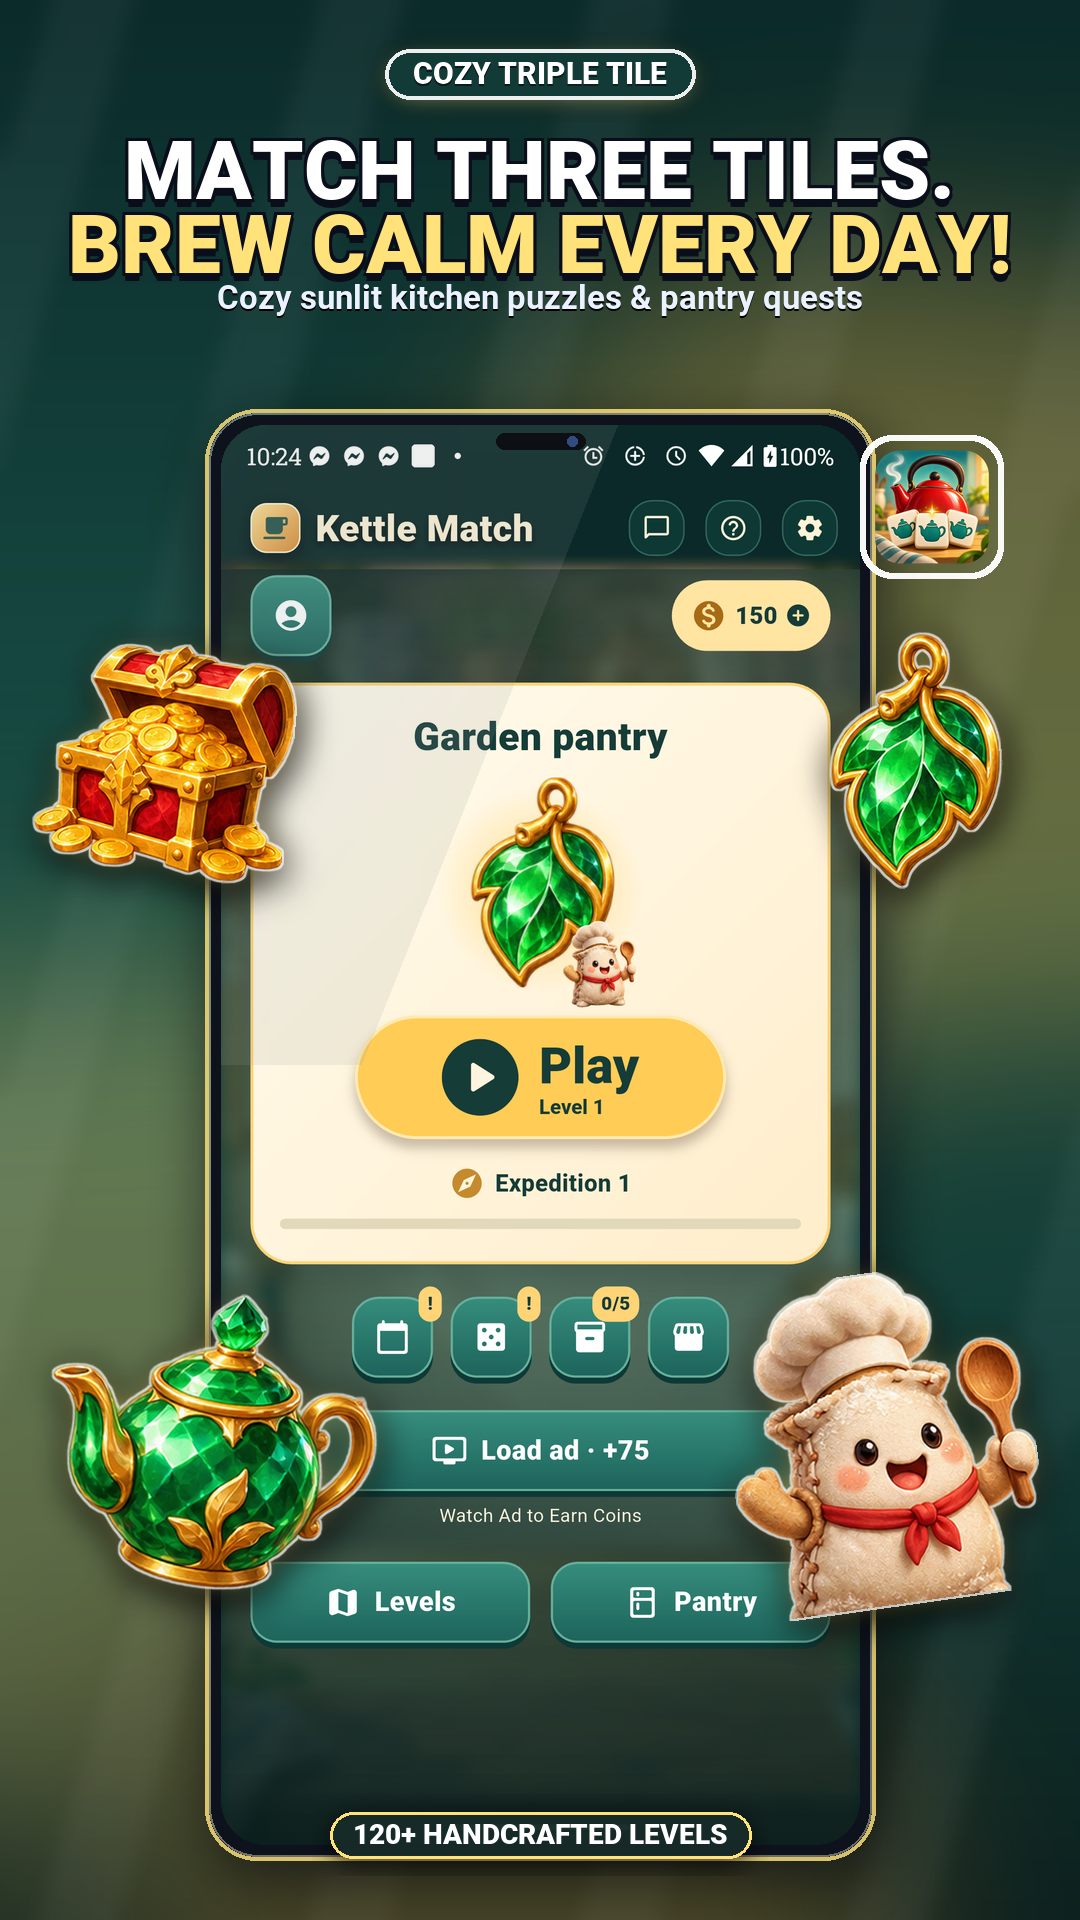 COZY TRIPLE TILE
MATCH THREE TILES.
BREW CALM EVERY DAY!
Cozy sunlit kitchen puzzles & pantry quests
10:24
100%
Kettle Match
150
Garden pantry
Play
Level 1
Expedition 1
!
!
0/5
Load ad · +75
Watch Ad to Earn Coins
Levels
Pantry
120+ HANDCRAFTED LEVELS